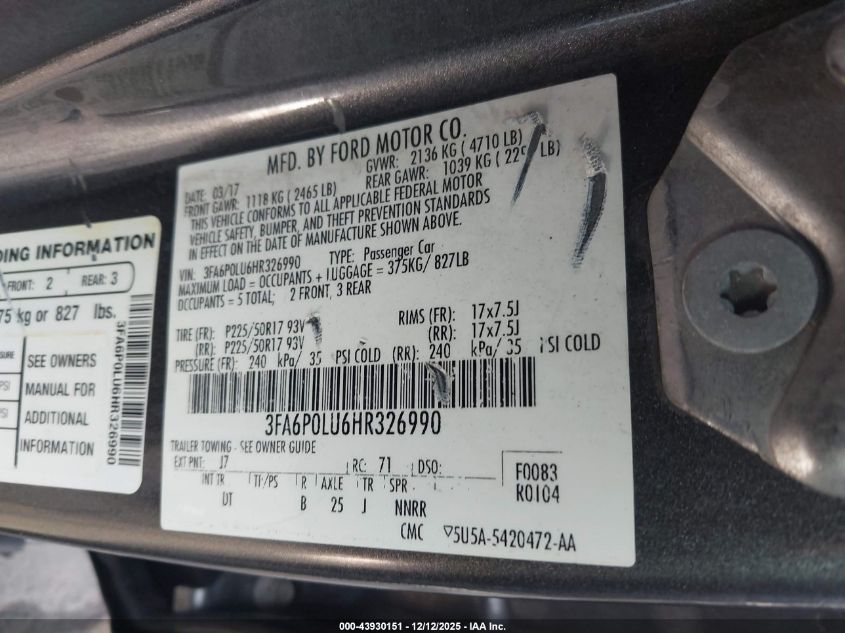 MFD. BY FORD MOTOR CO.
DATE: 03/17
GVWR: 2136 KG ( 4710 LB)
FRONT GAWR: 1118 KG ( 2465 LB)
REAR GAWR: 1039 KG ( LB)
THIS VEHICLE CONFORMS TO ALL APPLICABLE FEDERAL MOTOR
VEHICLE SAFETY, BUMPER, AND THEFT PREVENTION STANDARDS
IN EFFECT ON THE DATE OF MANUFACTURE SHOWN ABOVE.
VIN: 3FA6P0LU6HR326990 TYPE: Passenger Car
MAXIMUM LOAD = OCCUPANTS + LUGGAGE = 375KG/ 827LB
OCCUPANTS = 5 TOTAL; 2 FRONT, 3 REAR
TIRE (FR): P225/50R17 93V RIMS (FR): 17x7.5J
(RR): P225/50R17 93V (RR): 17x7.5J
PRESSURE (FR): 240 kPa/ 35 PSI COLD (RR): 240 kPa/ 35 PSI COLD
3FA6P0LU6HR326990
TRAILER TOWING - SEE OWNER GUIDE
EXT PNT: J7 RC: 71 DSO: F0083
R0104
INT TR TP/PS R AXLE TR SPR
DT B 25 J NNRR
CMC 5U5A-5420472-AA
DING INFORMATION
FRONT: 2 REAR: 3
75 kg or 827 lbs.
SURE
PSI
PSI
SEE OWNERS
MANUAL FOR
ADDITIONAL
INFORMATION
3FA6P0LU6HR326990
000-43930151 - 12/12/2025 - IAA Inc.